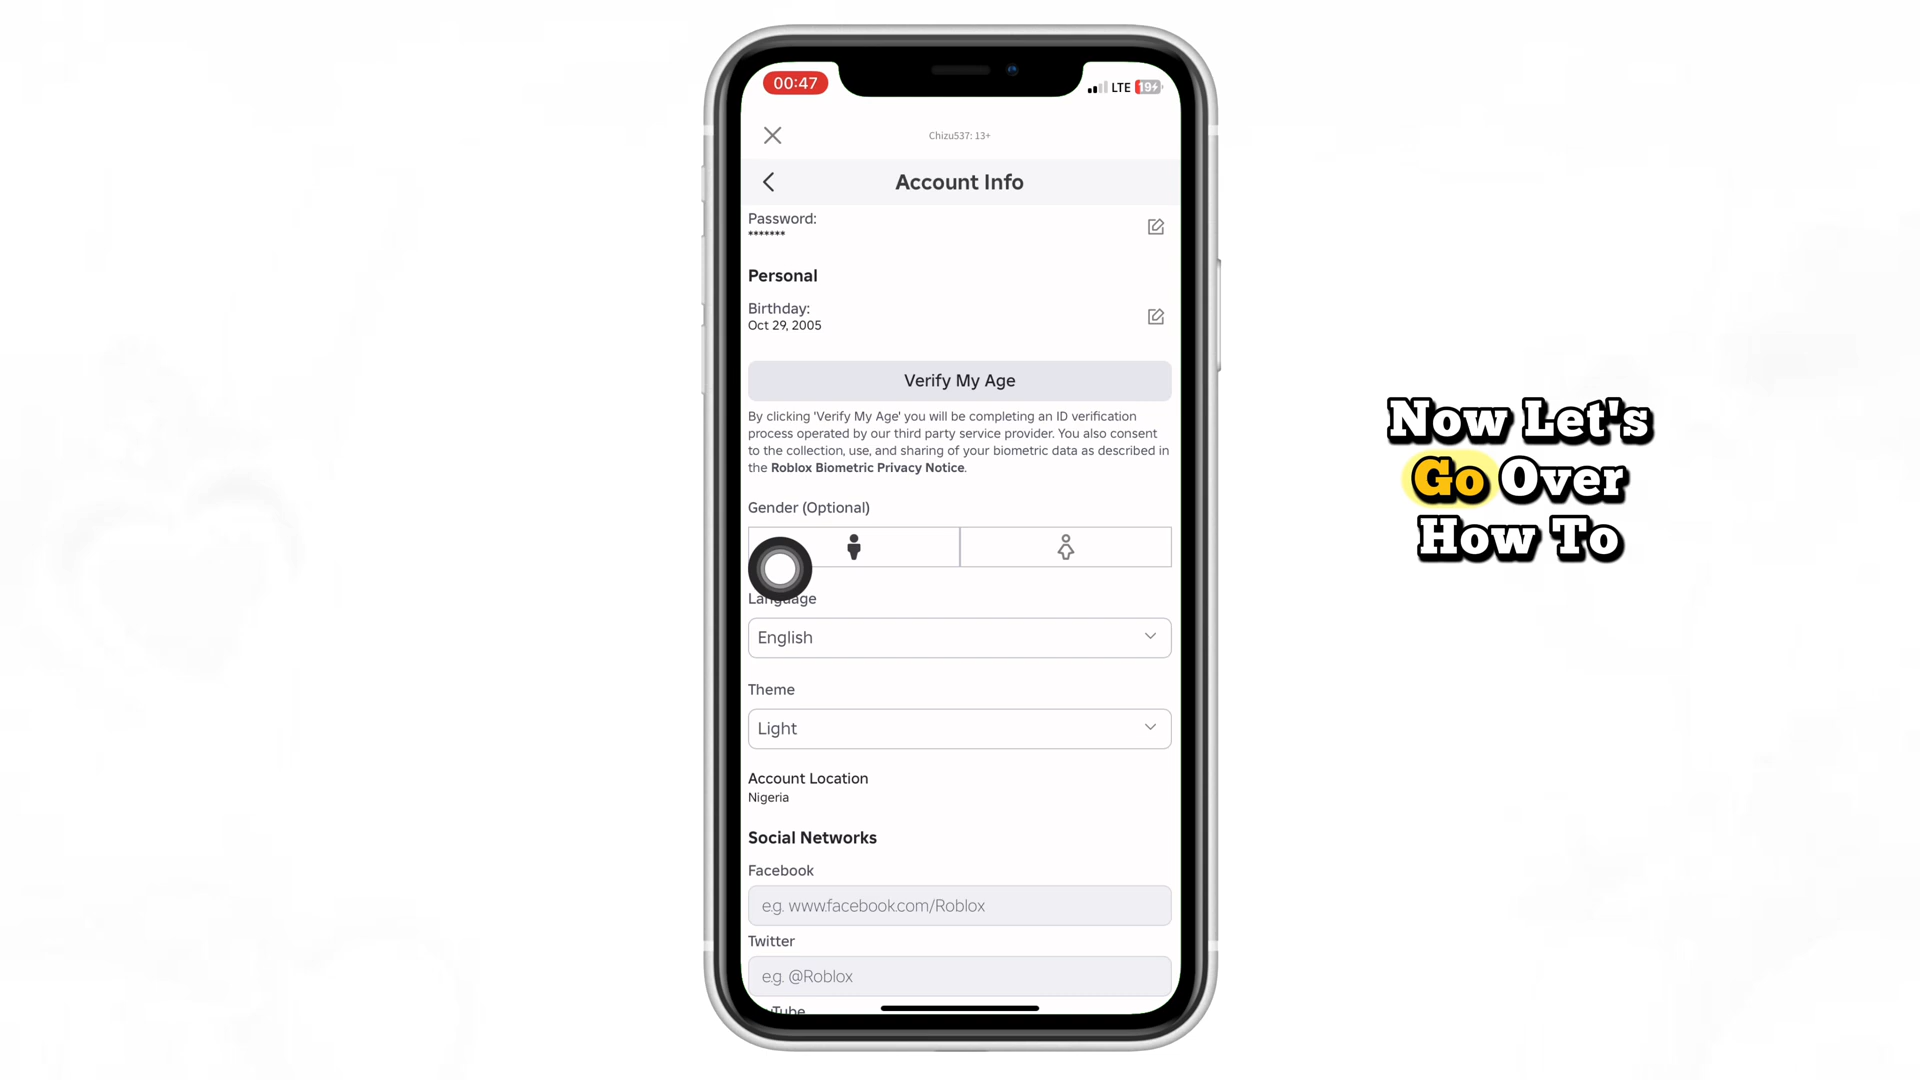 00:47
LTE 19
Chizu537: 13+
Account Info
Password:
*******
Personal
Birthday:
Oct 29, 2005
Verify My Age
By clicking 'Verify My Age' you will be completing an ID verification
process operated by our third party service provider. You also consent
to the collection, use, and sharing of your biometric data as described in
the Roblox Biometric Privacy Notice.
Gender (Optional)
Language
English
Theme
Light
Account Location
Nigeria
Social Networks
Facebook
e.g. www.facebook.com/Roblox
Twitter
e.g. @Roblox
YouTube
Now Let's
Go Over
How To